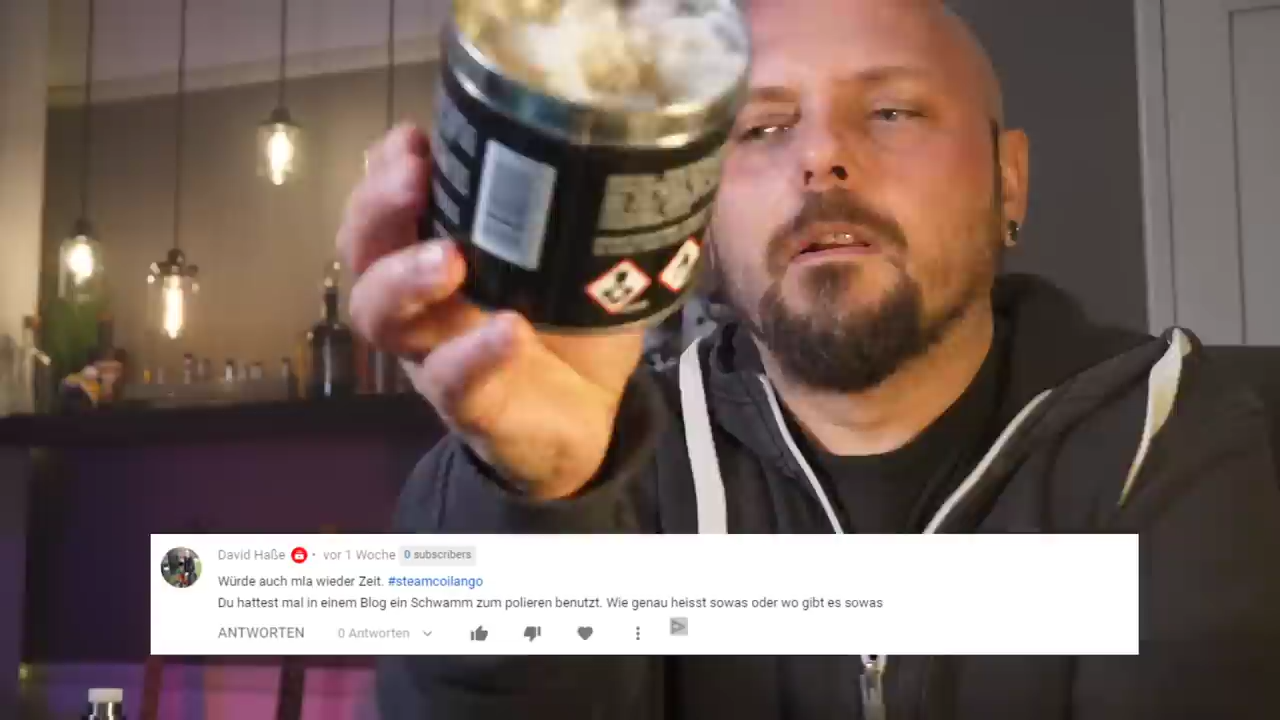 David Haße · vor 1 Woche 0 subscribers
Würde auch mla wieder Zeit. #steamcoilango
Du hattest mal in einem Blog ein Schwamm zum polieren benutzt. Wie genau heisst sowas oder wo gibt es sowas
ANTWORTEN 0 Antworten